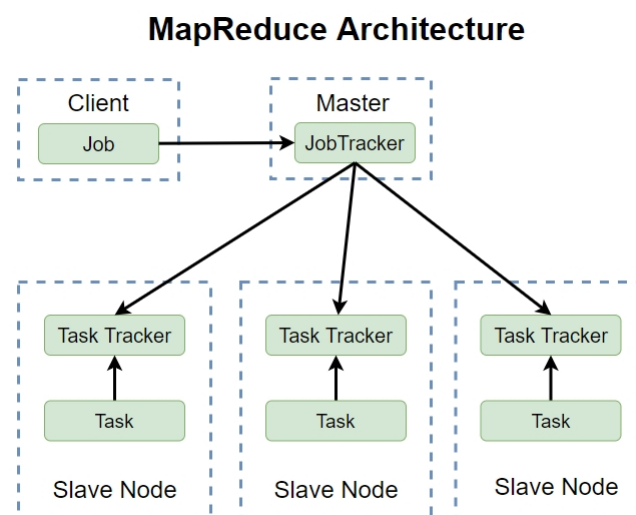 MapReduce Architecture
Client
Master
Job
JobTracker
Task Tracker
Task Tracker
Task Tracker
Task
Task
Task
Slave Node
Slave Node
Slave Node